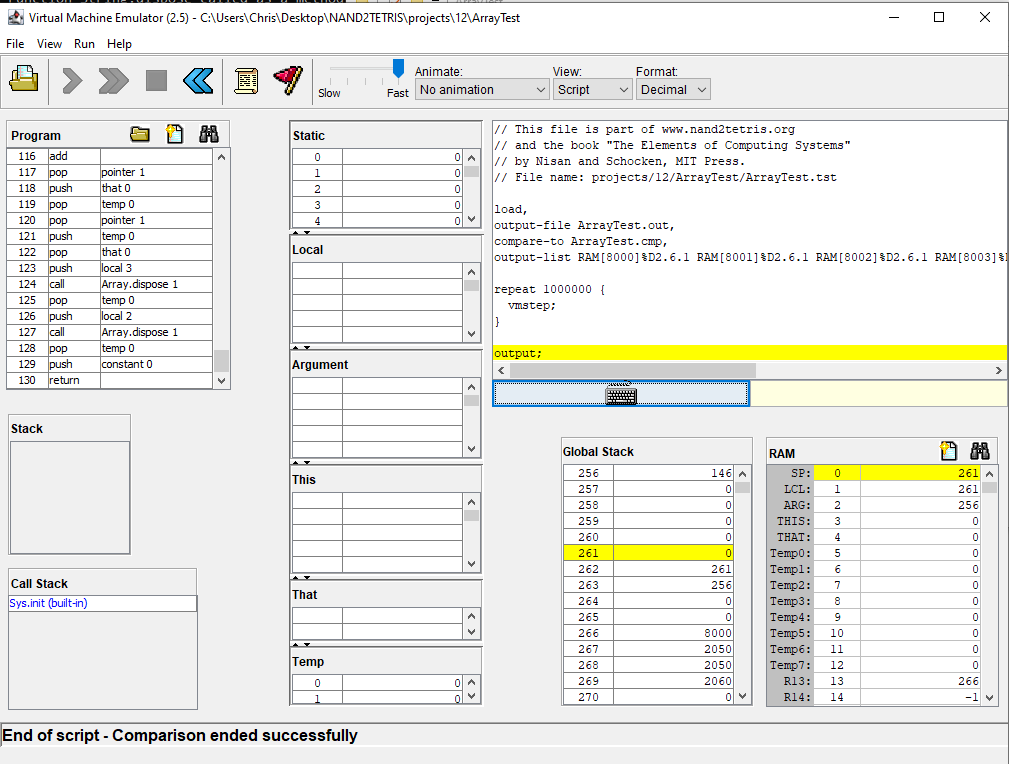 Virtual Machine Emulator (2.5) - C:\Users\Chris\Desktop\NAND2TETRIS\projects\12\ArrayTest
File View Run Help
Slow
Fast
Animate:
No animation
View:
Script
Format:
Decimal
Program
116 add
117 pop pointer 1
118 push that 0
119 pop temp 0
120 pop pointer 1
121 push temp 0
122 pop that 0
123 push local 3
124 call Array.dispose 1
125 pop temp 0
126 push local 2
127 call Array.dispose 1
128 pop temp 0
129 push constant 0
130 return
Stack
Call Stack
Sys.init (built-in)
Static
0 0
1 0
2 0
3 0
4 0
Local
Argument
This
That
Temp
0 0
1 0
// This file is part of www.nand2tetris.org
// and the book "The Elements of Computing Systems"
// by Nisan and Schocken, MIT Press.
// File name: projects/12/ArrayTest/ArrayTest.tst
load,
output-file ArrayTest.out,
compare-to ArrayTest.cmp,
output-list RAM[8000]%D2.6.1 RAM[8001]%D2.6.1 RAM[8002]%D2.6.1 RAM[8003]%
repeat 1000000 {
vmstep;
}
output;
Global Stack
256 146
257 0
258 0
259 0
260 0
261 0
262 261
263 256
264 0
265 0
266 8000
267 2050
268 2050
269 2060
270 0
RAM
SP: 0 261
LCL: 1 261
ARG: 2 256
THIS: 3 0
THAT: 4 0
Temp0: 5 0
Temp1: 6 0
Temp2: 7 0
Temp3: 8 0
Temp4: 9 0
Temp5: 10 0
Temp6: 11 0
Temp7: 12 0
R13: 13 266
R14: 14 -1
End of script - Comparison ended successfully